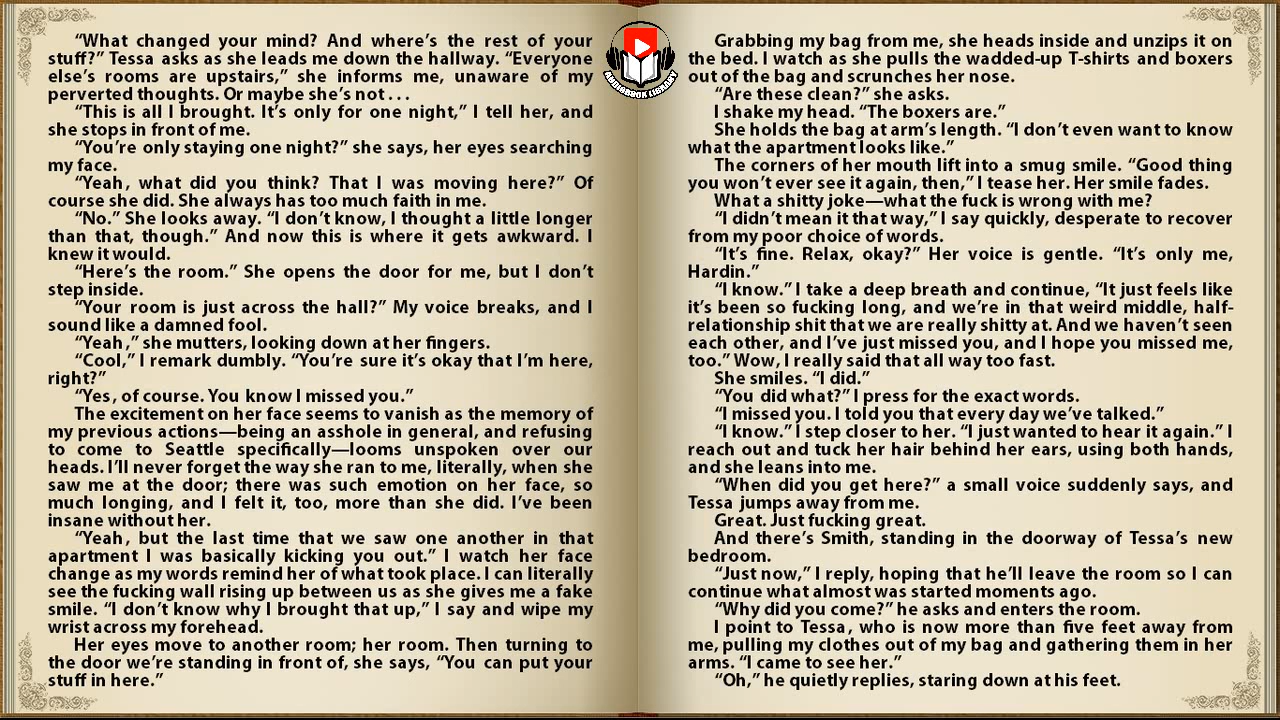 “What changed your mind? And where’s the rest of your
stuff?” Tessa asks as she leads me down the hallway. “Everyone
else’s rooms are upstairs,” she informs me, unaware of my
perverted thoughts. Or maybe she’s not . . .
“This is all I brought. It’s only for one night,” I tell her, and
she stops in front of me.
“You’re only staying one night?” she says, her eyes searching
my face.
“Yeah, what did you think? That I was moving here?” Of
course she did. She always has too much faith in me.
“No.” She looks away. “I don’t know, I thought a little longer
than that, though.” And now this is where it gets awkward. I
knew it would.
“Here’s the room.” She opens the door for me, but I don’t
step inside.
“Your room is just across the hall?” My voice breaks, and I
sound like a damned fool.
“Yeah,” she mutters, looking down at her fingers.
“Cool,” I remark dumbly. “You’re sure it’s okay that I’m here,
right?”
“Yes, of course. You know I missed you.”
The excitement on her face seems to vanish as the memory of
my previous actions—being an asshole in general, and refusing
to come to Seattle specifically—looms unspoken over our
heads. I’ll never forget the way she ran to me, literally, when she
saw me at the door; there was such emotion on her face, so
much longing, and I felt it, too, more than she did. I’ve been
insane without her.
“Yeah, but the last time that we saw one another in that
apartment I was basically kicking you out.” I watch her face
change as my words remind her of what took place. I can literally
see the fucking wall rising up between us as she gives me a fake
smile. “I don’t know why I brought that up,” I say and wipe my
wrist across my forehead.
Her eyes move to another room; her room. Then turning to
the door we’re standing in front of, she says, “You can put your
stuff in here.”
AUDIOBOOK LIBRARY
Grabbing my bag from me, she heads inside and unzips it on
the bed. I watch as she pulls the wadded-up T-shirts and boxers
out of the bag and scrunches her nose.
“Are these clean?” she asks.
I shake my head. “The boxers are.”
She holds the bag at arm’s length. “I don’t even want to know
what the apartment looks like.”
The corners of her mouth lift into a smug smile. “Good thing
you won’t ever see it again, then,” I tease her. Her smile fades.
What a shitty joke—what the fuck is wrong with me?
“I didn’t mean it that way,” I say quickly, desperate to recover
from my poor choice of words.
“It’s fine. Relax, okay?” Her voice is gentle. “It’s only me,
Hardin.”
“I know.” I take a deep breath and continue, “It just feels like
it’s been so fucking long, and we’re in that weird middle, half-
relationship shit that we are really shitty at. And we haven’t seen
each other, and I’ve just missed you, and I hope you missed me,
too.” Wow, I really said that all way too fast.
She smiles. “I did.”
“You did what?” I press for the exact words.
“I missed you. I told you that every day we’ve talked.”
“I know.” I step closer to her. “I just wanted to hear it again.” I
reach out and tuck her hair behind her ears, using both hands,
and she leans into me.
“When did you get here?” a small voice suddenly says, and
Tessa jumps away from me.
Great. Just fucking great.
And there’s Smith, standing in the doorway of Tessa’s new
bedroom.
“Just now,” I reply, hoping that he’ll leave the room so I can
continue what almost was started moments ago.
“Why did you come?” he asks and enters the room.
I point to Tessa, who is now more than five feet away from
me, pulling my clothes out of my bag and gathering them in her
arms. “I came to see her.”
“Oh,” he quietly replies, staring down at his feet.